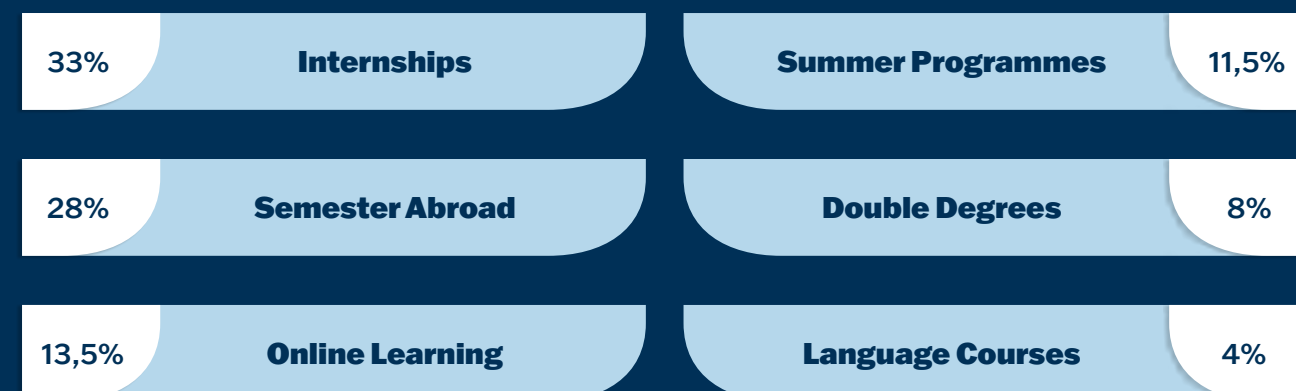 33% Internships
Summer Programmes 11,5%
28% Semester Abroad
Double Degrees 8%
13,5% Online Learning
Language Courses 4%